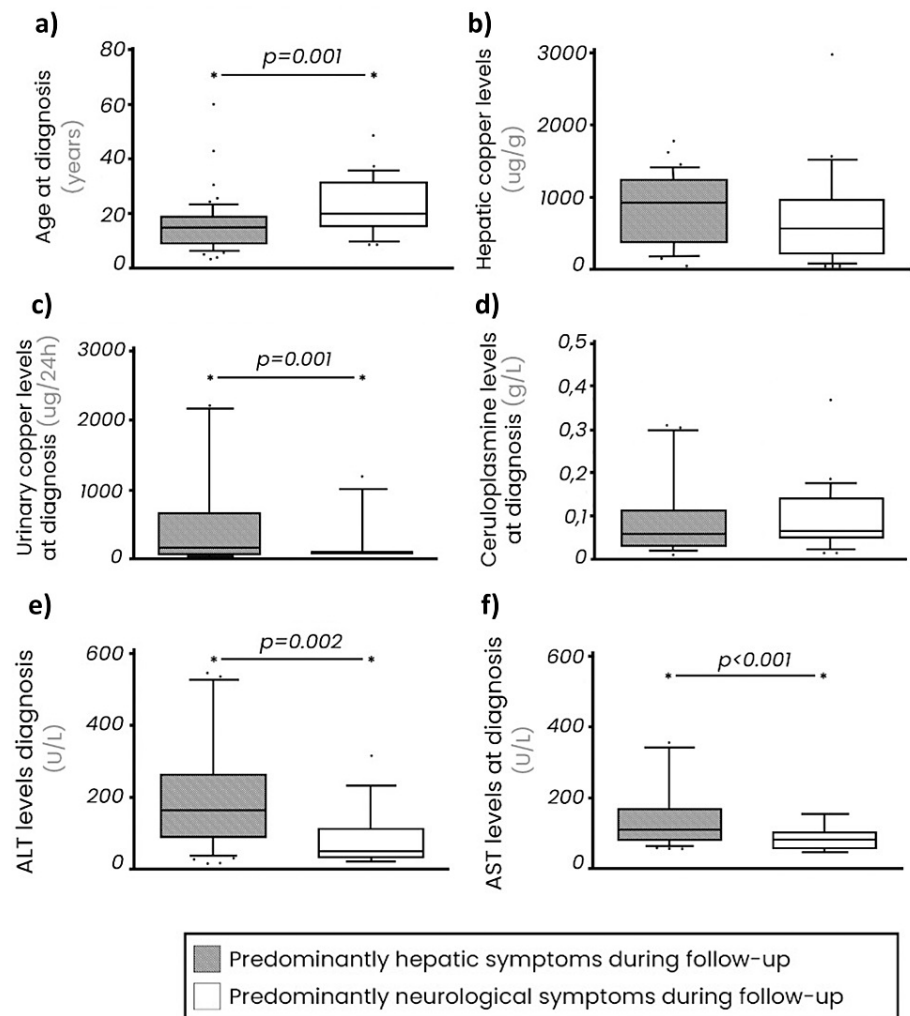 a)
Age at diagnosis
(years)
80
60
40
20
0
* p=0.001 *
b)
Hepatic copper levels
(ug/g)
3000
2000
1000
0
c)
Urinary copper levels
at diagnosis (ug/24h)
3000
2000
1000
0
* p=0.001 *
d)
Ceruloplasmine levels
at diagnosis (g/L)
0,5
0,4
0,3
0,2
0,1
0
e)
ALT levels diagnosis
(U/L)
600
400
200
0
* p=0.002 *
f)
AST levels at diagnosis
(U/L)
600
400
200
0
* p<0.001 *
Predominantly hepatic symptoms during follow-up
Predominantly neurological symptoms during follow-up